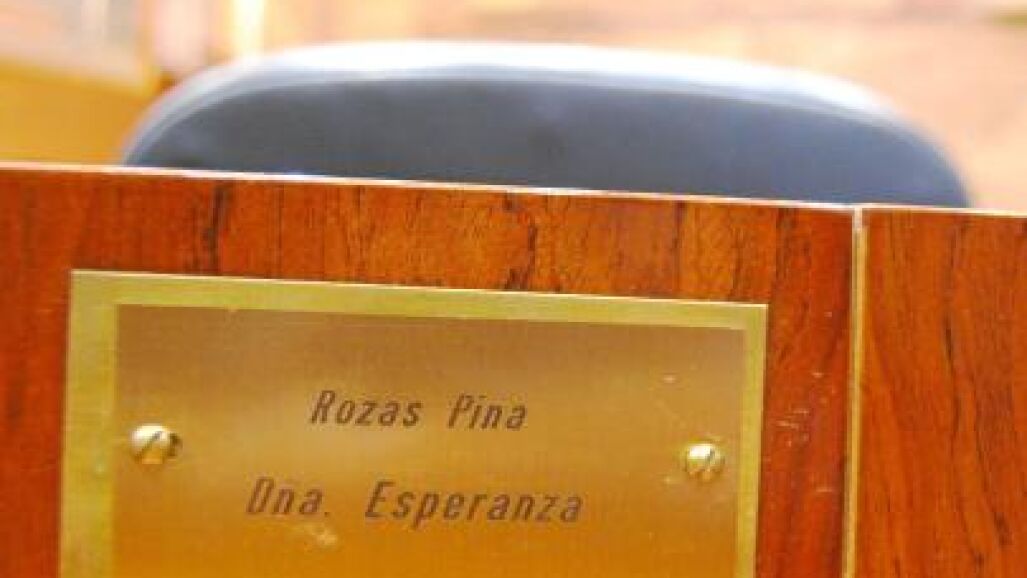 Rozas Pina
Dna. Esperanza